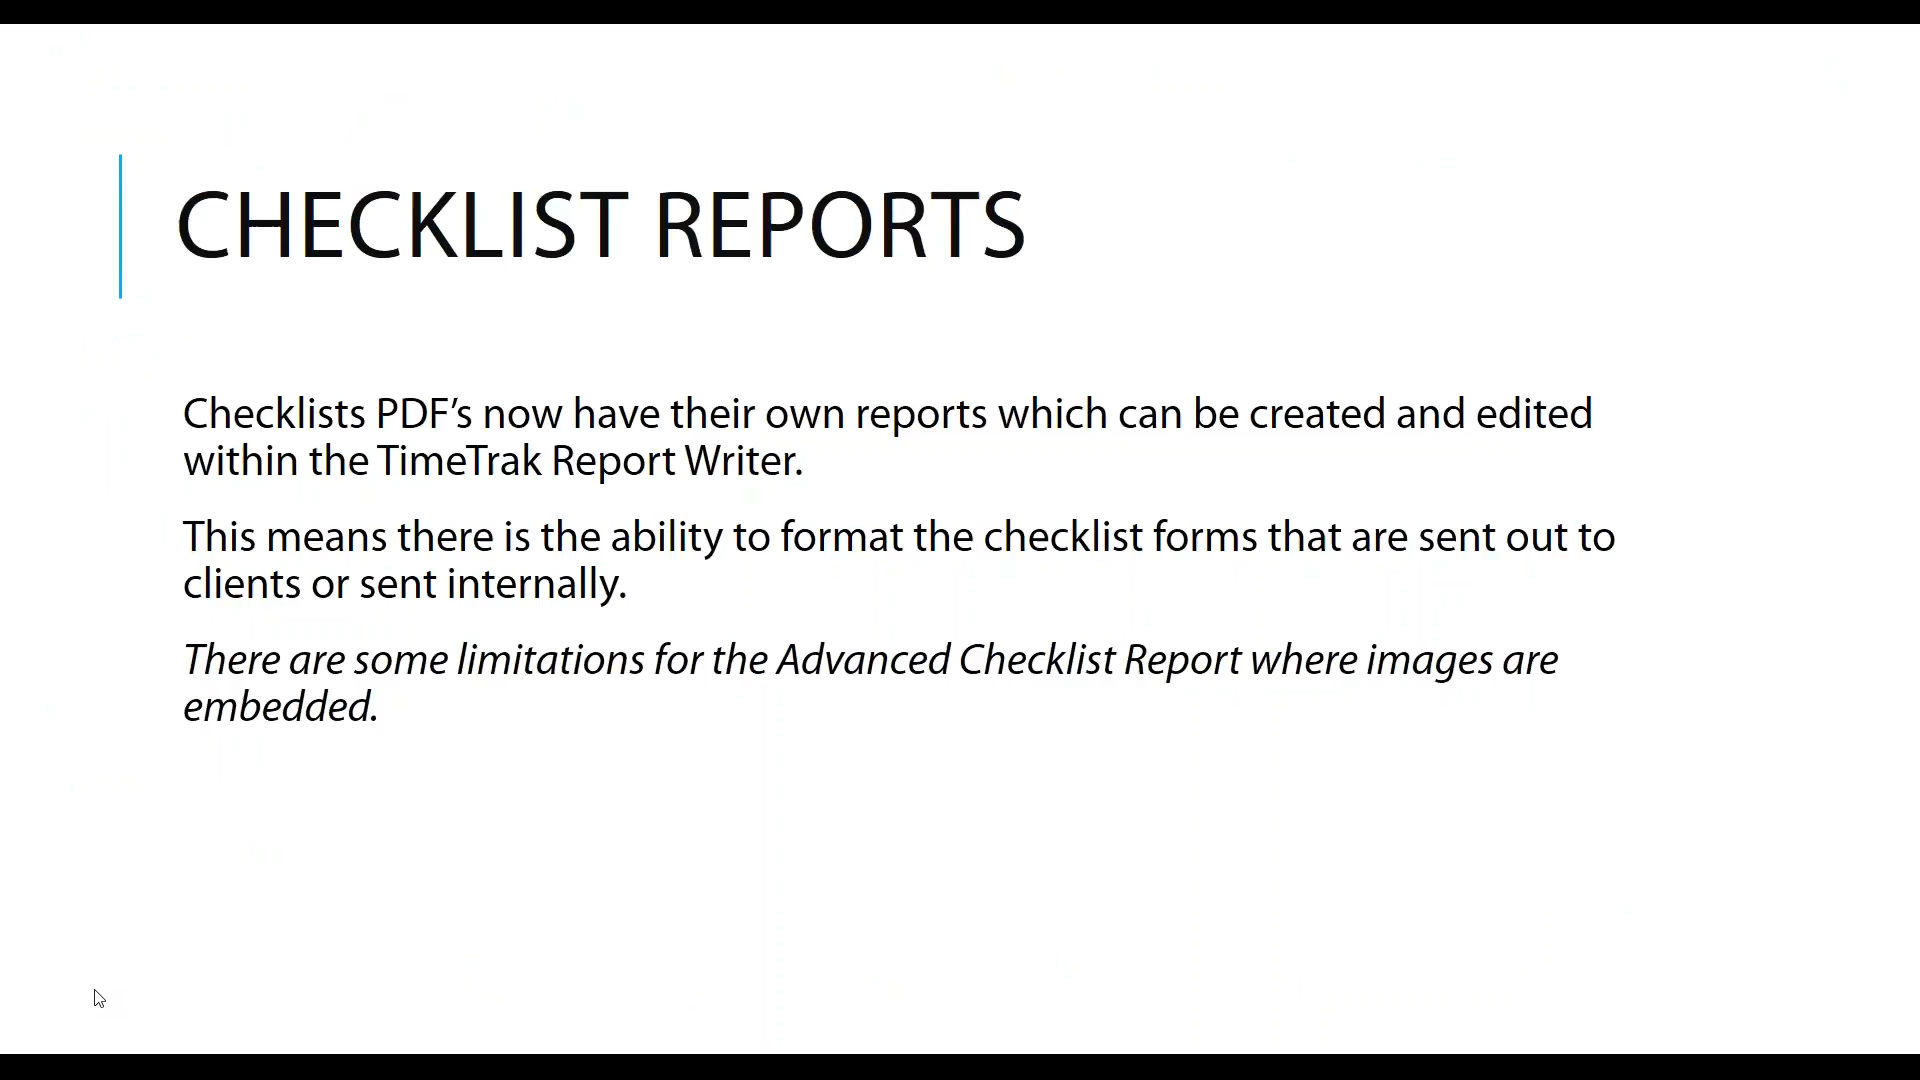 CHECKLIST REPORTS
Checklists PDF’s now have their own reports which can be created and edited
within the TimeTrak Report Writer.
This means there is the ability to format the checklist forms that are sent out to
clients or sent internally.
There are some limitations for the Advanced Checklist Report where images are
embedded.